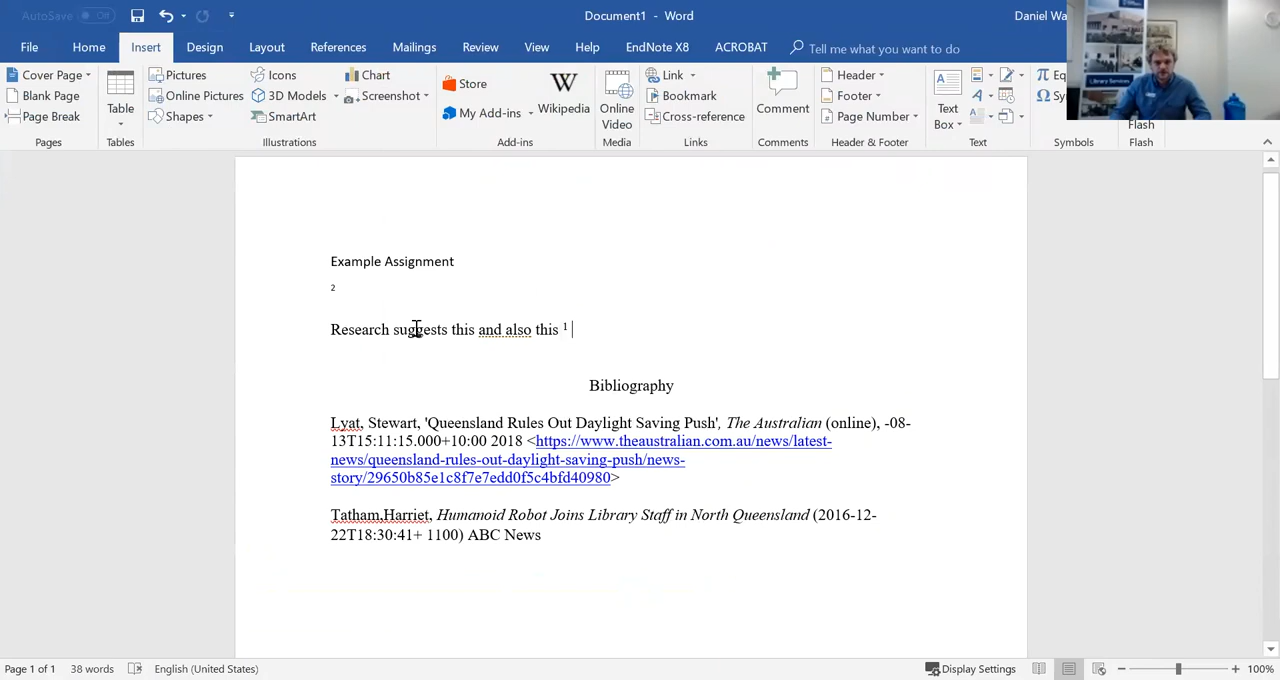 AutoSave Off
Document1 - Word
Daniel Wa
File Home Insert Design Layout References Mailings Review View Help EndNote X8 ACROBAT Tell me what you want to do
Cover Page
Blank Page
Page Break
Pages
Table
Tables
Pictures
Online Pictures
Shapes
Icons
3D Models
SmartArt
Chart
Screenshot
Illustrations
Store
My Add-ins
Wikipedia
Add-ins
Online
Video
Media
Link
Bookmark
Cross-reference
Links
Comment
Comments
Header
Footer
Page Number
Header & Footer
Text
Box
Text
Eq
Sy
Symbols
Flash
Flash
Library Services
Example Assignment
2
Research suggests this and also this 1
Bibliography
Lyat, Stewart, 'Queensland Rules Out Daylight Saving Push', The Australian (online), -08-
13T15:11:15.000+10:00 2018 <https://www.theaustralian.com.au/news/latest-
news/queensland-rules-out-daylight-saving-push/news-
story/29650b85e1c8f7e7edd0f5c4bfd40980>
Tatham,Harriet, Humanoid Robot Joins Library Staff in North Queensland (2016-12-
22T18:30:41+ 1100) ABC News
Page 1 of 1 38 words English (United States) Display Settings 100%